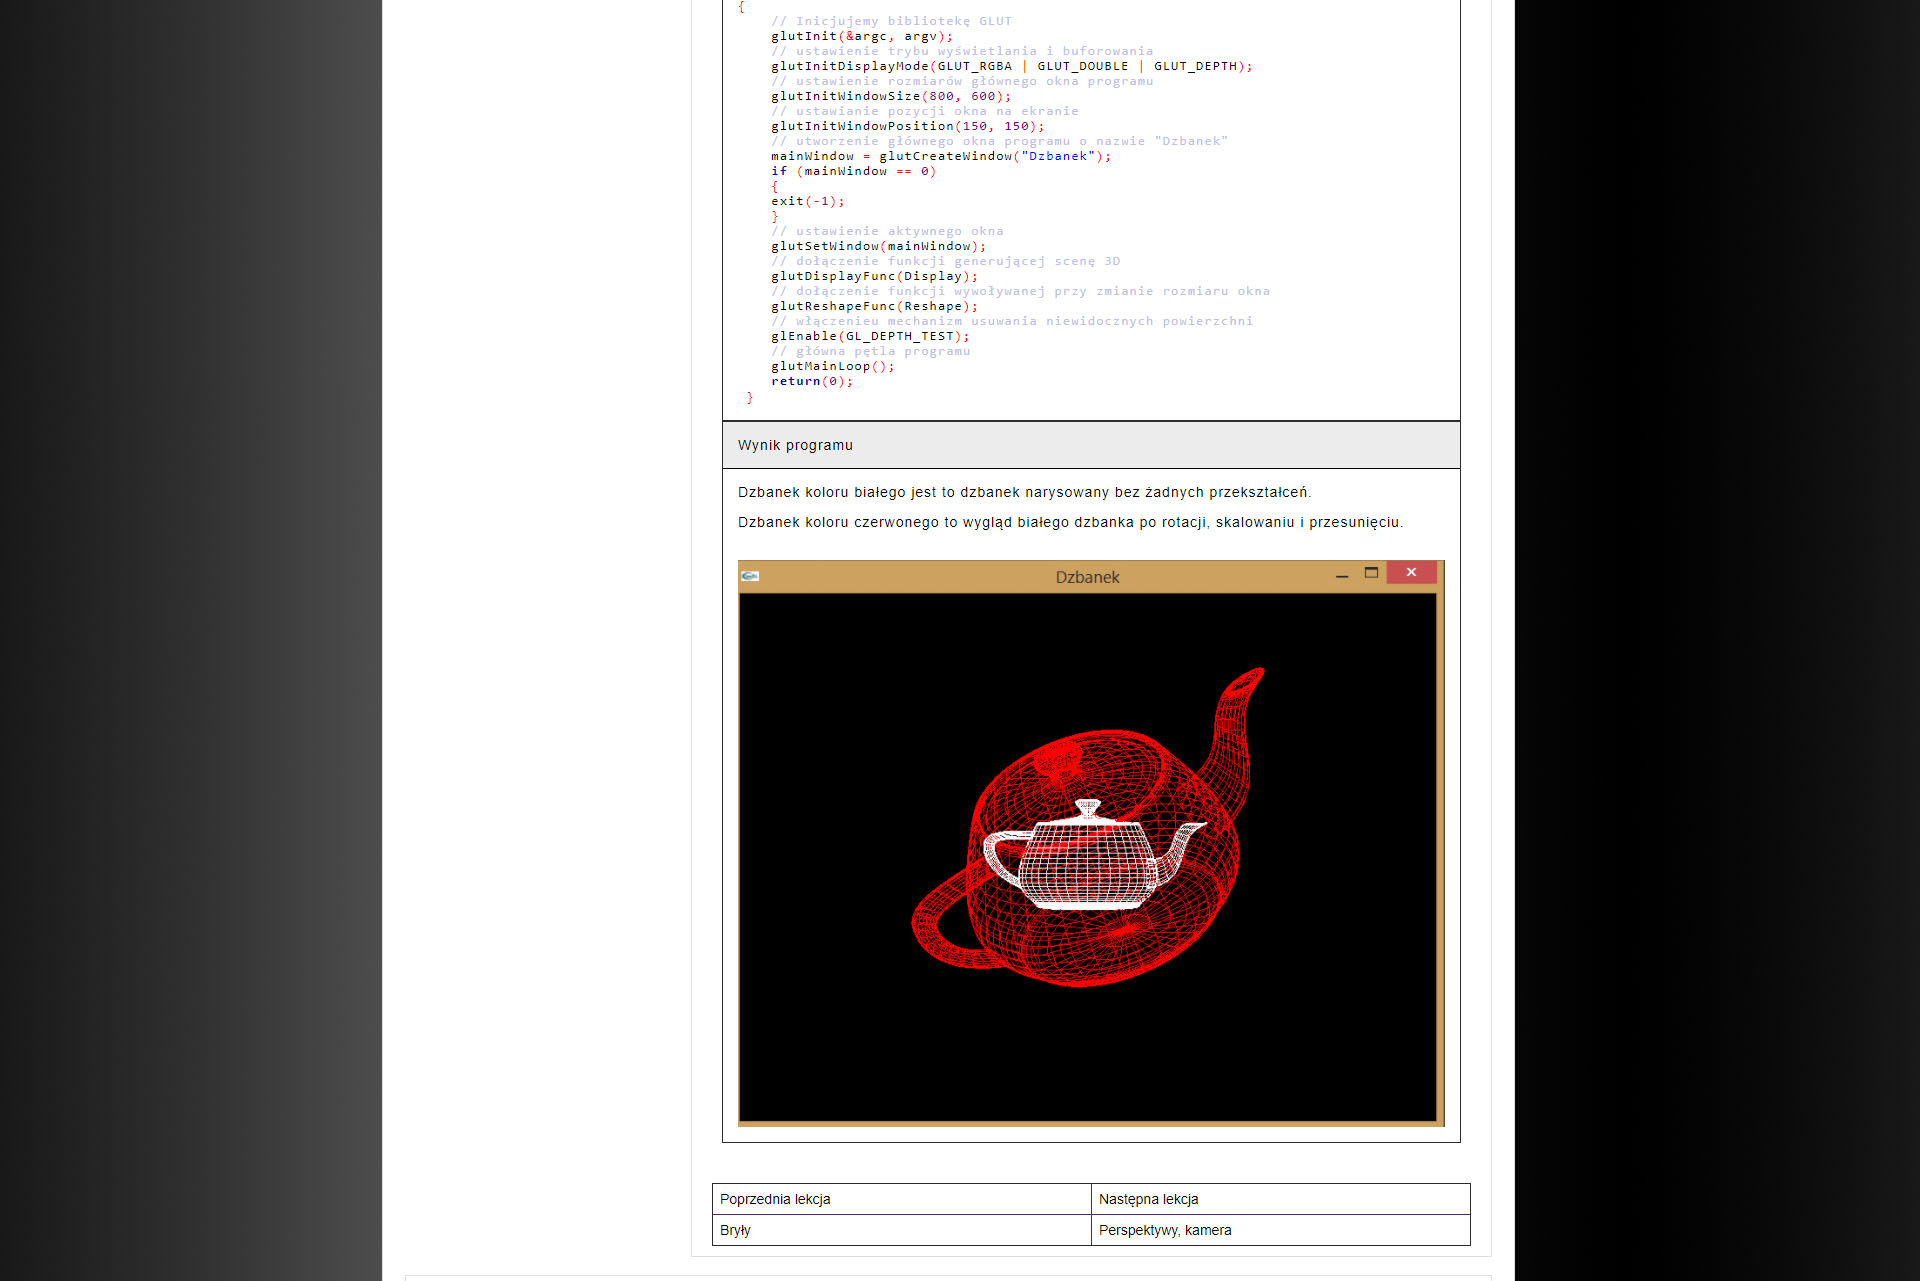 {
// Inicjujemy bibliotekę GLUT
glutInit(&argc, argv);
// ustawienie trybu wyświetlania i buforowania
glutInitDisplayMode(GLUT_RGBA | GLUT_DOUBLE | GLUT_DEPTH);
// ustawienie rozmiarów głównego okna programu
glutInitWindowSize(800, 600);
// ustawianie pozycji okna na ekranie
glutInitWindowPosition(150, 150);
// utworzenie głównego okna programu o nazwie "Dzbanek"
mainWindow = glutCreateWindow("Dzbanek");
if (mainWindow == 0)
{
exit(-1);
}
// ustawienie aktywnego okna
glutSetWindow(mainWindow);
// dołączenie funkcji generującej scenę 3D
glutDisplayFunc(Display);
// dołączenie funkcji wywoływanej przy zmianie rozmiaru okna
glutReshapeFunc(Reshape);
// włączenieu mechanizm usuwania niewidocznych powierzchni
glEnable(GL_DEPTH_TEST);
// główna pętla programu
glutMainLoop();
return(0);
}
Wynik programu
Dzbanek koloru białego jest to dzbanek narysowany bez żadnych przekształceń.
Dzbanek koloru czerwonego to wygląd białego dzbanka po rotacji, skalowaniu i przesunięciu.
Dzbanek
Poprzednia lekcja
Następna lekcja
Bryły
Perspektywy, kamera